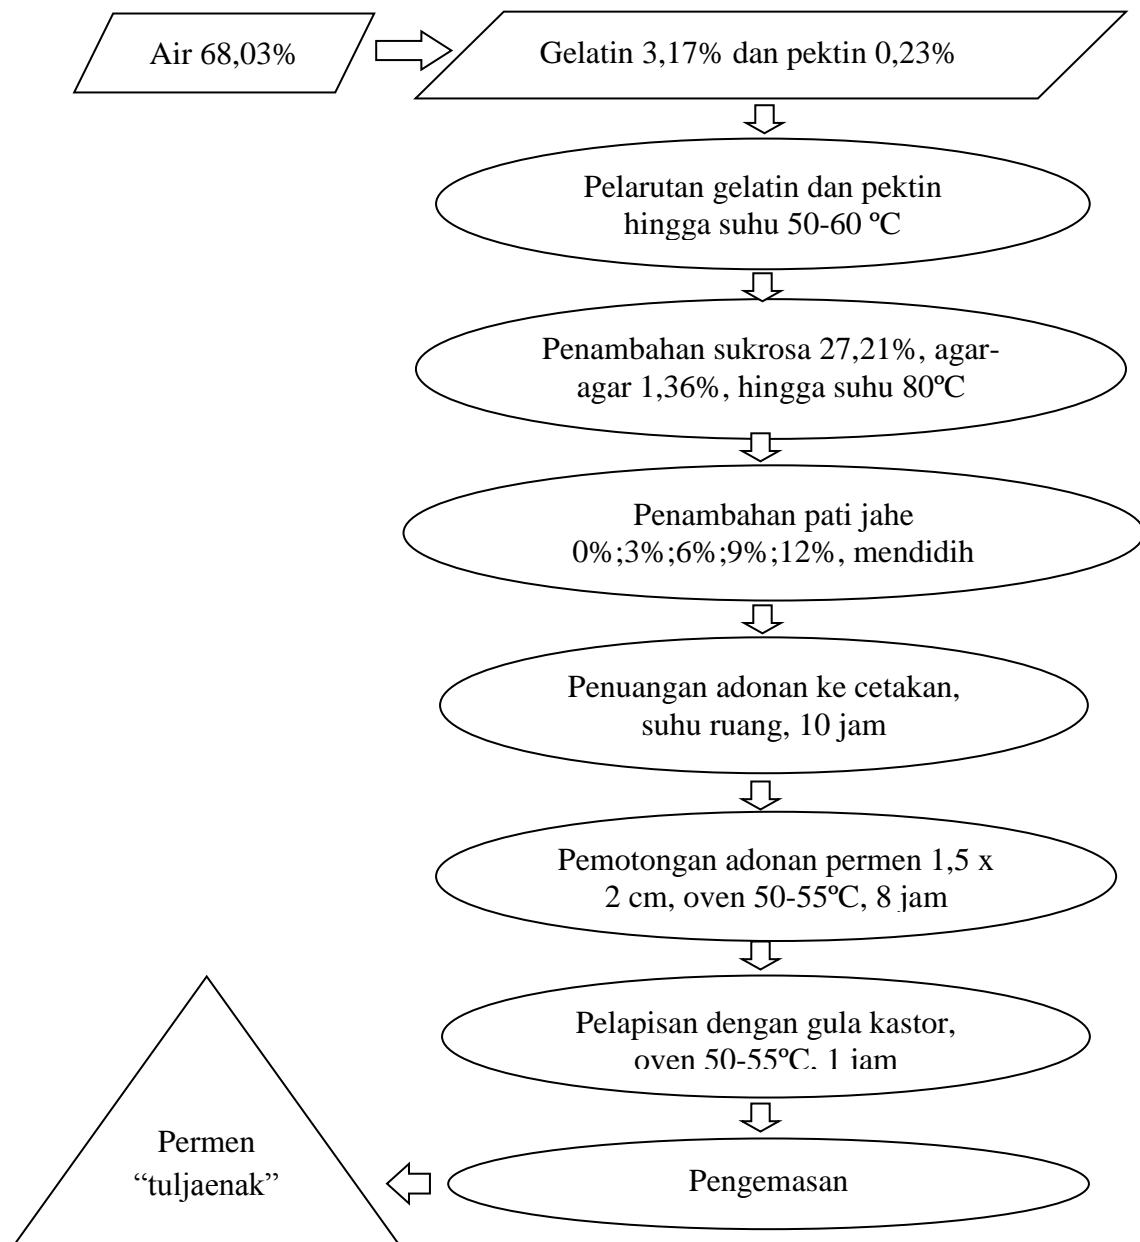 Air 68,03%
Gelatin 3,17% dan pektin 0,23%
Pelarutan gelatin dan pektin
hingga suhu 50-60 ºC
Penambahan sukrosa 27,21%, agar-
agar 1,36%, hingga suhu 80ºC
Penambahan pati jahe
0%;3%;6%;9%;12%, mendidih
Penuangan adonan ke cetakan,
suhu ruang, 10 jam
Pemotongan adonan permen 1,5 x
2 cm, oven 50-55ºC, 8 jam
Pelapisan dengan gula kastor,
oven 50-55ºC, 1 jam
Pengemasan
Permen
“tuljaenak”